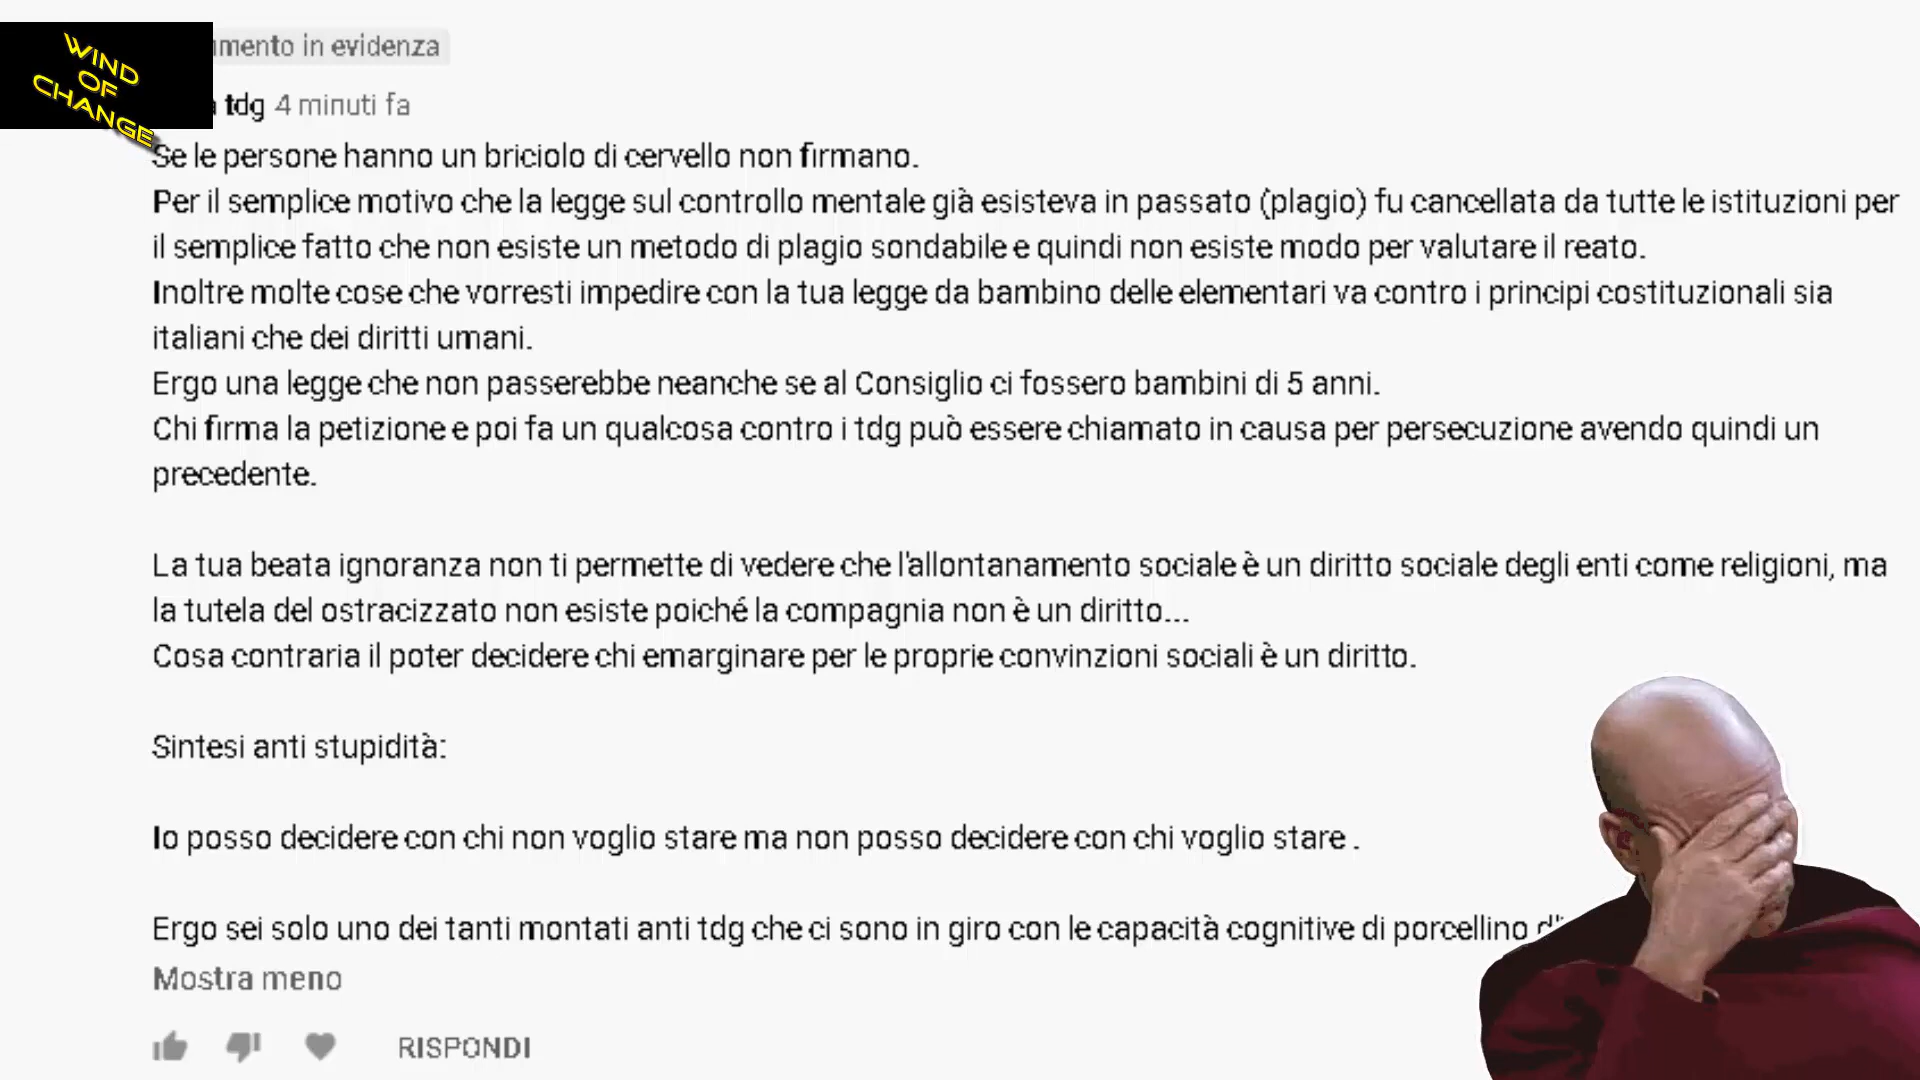 WIND
OF
CHANGE
in evidenza
tdg 4 minuti fa
Se le persone hanno un briciolo di cervello non firmano.
Per il semplice motivo che la legge sul controllo mentale già esisteva in passato (plagio) fu cancellata da tutte le istituzioni per
il semplice fatto che non esiste un metodo di plagio sondabile e quindi non esiste modo per valutare il reato.
Inoltre molte cose che vorresti impedire con la tua legge da bambino delle elementari va contro i principi costituzionali sia
italiani che dei diritti umani.
Ergo una legge che non passerebbe neanche se al Consiglio ci fossero bambini di 5 anni.
Chi firma la petizione e poi fa un qualcosa contro i tdg può essere chiamato in causa per persecuzione avendo quindi un
precedente.
La tua beata ignoranza non ti permette di vedere che l'allontanamento sociale è un diritto sociale degli enti come religioni, ma
la tutela del ostracizzato non esiste poiché la compagnia non è un diritto...
Cosa contraria il poter decidere chi emarginare per le proprie convinzioni sociali è un diritto.
Sintesi anti stupidità:
Io posso decidere con chi non voglio stare ma non posso decidere con chi voglio stare .
Ergo sei solo uno dei tanti montati anti tdg che ci sono in giro con le capacità cognitive di porcellino
Mostra meno
RISPONDI